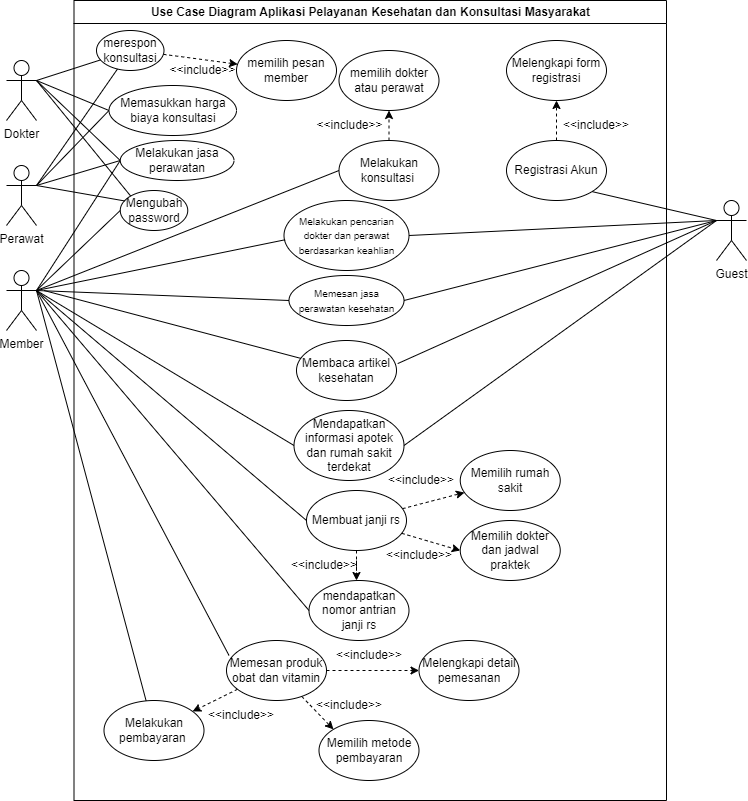 Use Case Diagram Aplikasi Pelayanan Kesehatan dan Konsultasi Masyarakat
merespon
konsultasi
<<include>>
memilih pesan
member
memilih dokter
atau perawat
Melengkapi form
registrasi
Dokter
Memasukkan harga
biaya konsultasi
<<include>>
<<include>>
Melakukan jasa
perawatan
Melakukan
konsultasi
Registrasi Akun
Perawat
Mengubah
password
Melakukan pencarian
dokter dan perawat
berdasarkan keahlian
Guest
Member
Memesan jasa
perawatan kesehatan
Membaca artikel
kesehatan
Mendapatkan
informasi apotek
dan rumah sakit
terdekat
<<include>>
Memilih rumah
sakit
Membuat janji rs
<<include>>
Memilih dokter
dan jadwal
praktek
<<include>>
mendapatkan
nomor antrian
janji rs
Memesan produk
obat dan vitamin
<<include>>
Melengkapi detail
pemesanan
<<include>>
<<include>>
Melakukan
pembayaran
Memilih metode
pembayaran